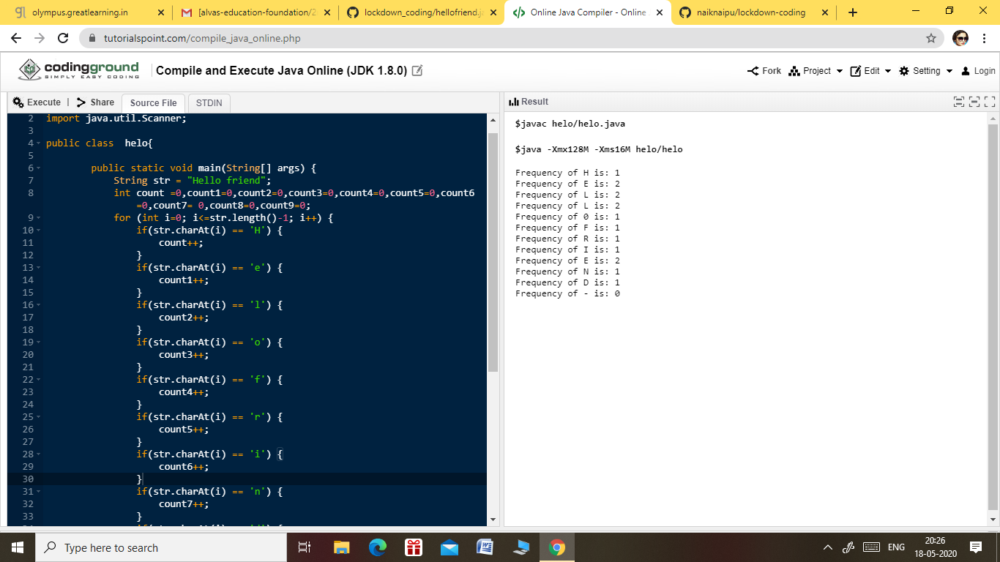 olympus.greatlearning.in
[alvas-education-foundation/2
lockdown_coding/hellofriend.ja
Online Java Compiler - Online
naiknaipu/lockdown-coding
tutorialspoint.com/compile_java_online.php
codingground
SIMPLY EASY CODING
Compile and Execute Java Online (JDK 1.8.0)
Fork
Project
Edit
Setting
Login
Execute | Share Source File STDIN
Result
2 import java.util.Scanner;
3
4 public class  helo{
5
6 public static void main(String[] args) {
7 String str = "Hello friend";
8 int count =0,count1=0,count2=0,count3=0,count4=0,count5=0,count6
=0,count7= 0,count8=0,count9=0;
9 for (int i=0; i<=str.length()-1; i++) {
10 if(str.charAt(i) == 'H') {
11 count++;
12 }
13 if(str.charAt(i) == 'e') {
14 count1++;
15 }
16 if(str.charAt(i) == 'l') {
17 count2++;
18 }
19 if(str.charAt(i) == 'o') {
20 count3++;
21 }
22 if(str.charAt(i) == 'f') {
23 count4++;
24 }
25 if(str.charAt(i) == 'r') {
26 count5++;
27 }
28 if(str.charAt(i) == 'i') {
29 count6++;
30 }
31 if(str.charAt(i) == 'n') {
32 count7++;
33 }
$javac helo/helo.java
$java -Xmx128M -Xms16M helo/helo
Frequency of H is: 1
Frequency of E is: 2
Frequency of L is: 2
Frequency of L is: 2
Frequency of 0 is: 1
Frequency of F is: 1
Frequency of R is: 1
Frequency of I is: 1
Frequency of E is: 2
Frequency of N is: 1
Frequency of D is: 1
Frequency of - is: 0
Type here to search
ENG
20:26
18-05-2020